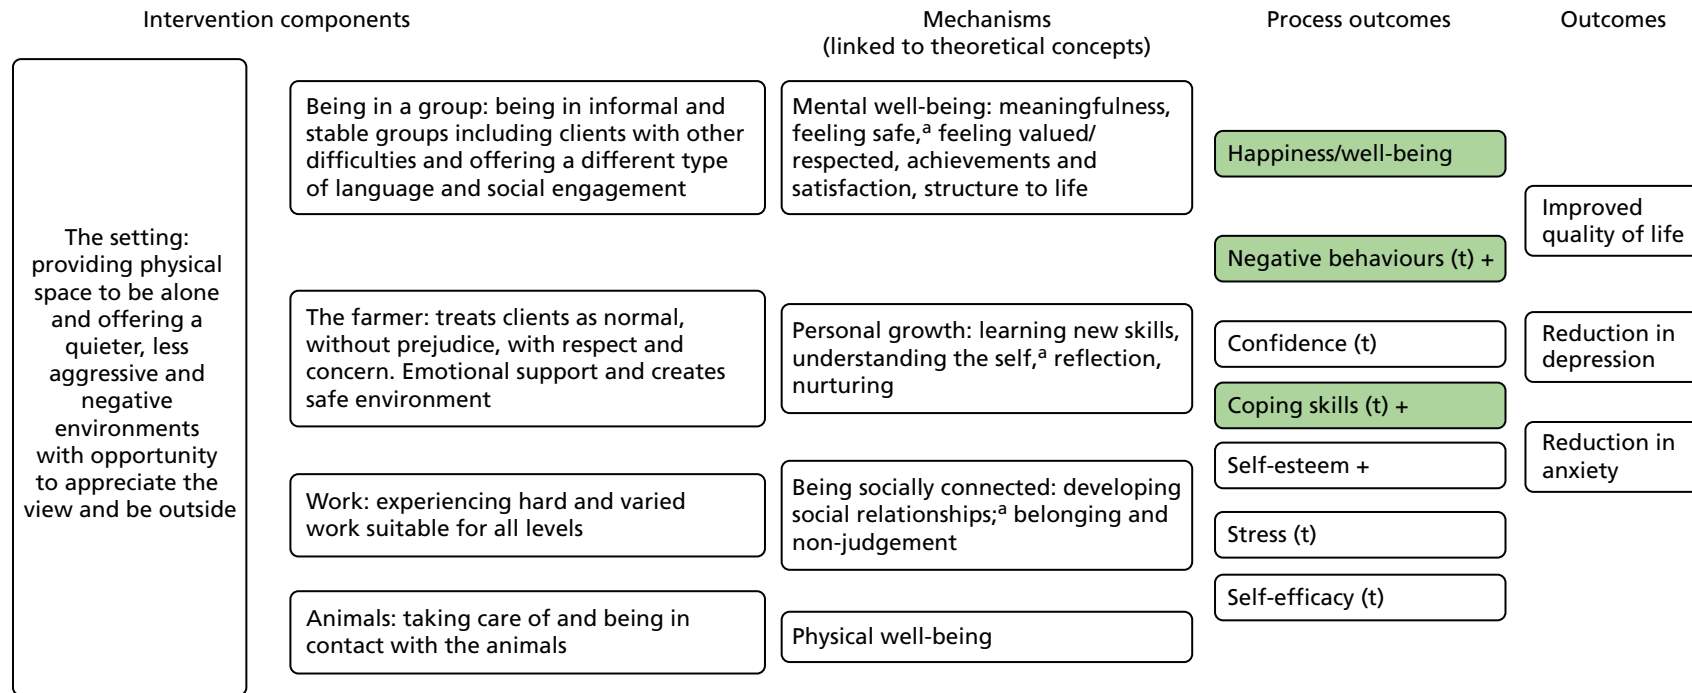 Intervention components
Mechanisms
(linked to theoretical concepts)
Process outcomes
Outcomes
The setting:
providing physical
space to be alone
and offering a
quieter, less
aggressive and
negative
environments
with opportunity
to appreciate the
view and be outside
Being in a group: being in informal and
stable groups including clients with other
difficulties and offering a different type
of language and social engagement
The farmer: treats clients as normal,
without prejudice, with respect and
concern. Emotional support and creates
safe environment
Work: experiencing hard and varied
work suitable for all levels
Animals: taking care of and being in
contact with the animals
Mental well-being: meaningfulness,
feeling safe,ᵃ feeling valued/
respected, achievements and
satisfaction, structure to life
Personal growth: learning new skills,
understanding the self,ᵃ reflection,
nurturing
Being socially connected: developing
social relationships;ᵃ belonging and
non-judgement
Physical well-being
Happiness/well-being
Negative behaviours (t) +
Confidence (t)
Coping skills (t) +
Self-esteem +
Stress (t)
Self-efficacy (t)
Improved
quality of life
Reduction in
depression
Reduction in
anxiety